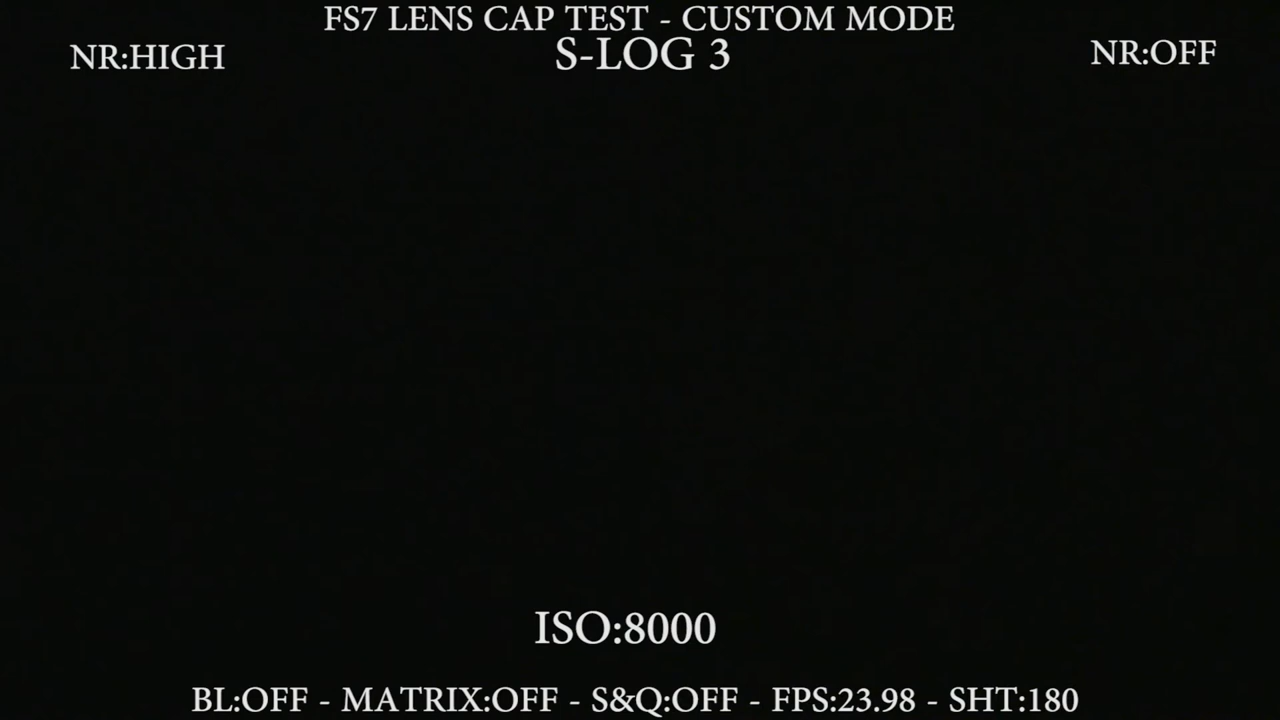 FS7 LENS CAP TEST - CUSTOM MODE
NR:HIGH
S-LOG 3
NR:OFF
ISO:8000
BL:OFF - MATRIX:OFF - S&Q:OFF - FPS:23.98 - SHT:180